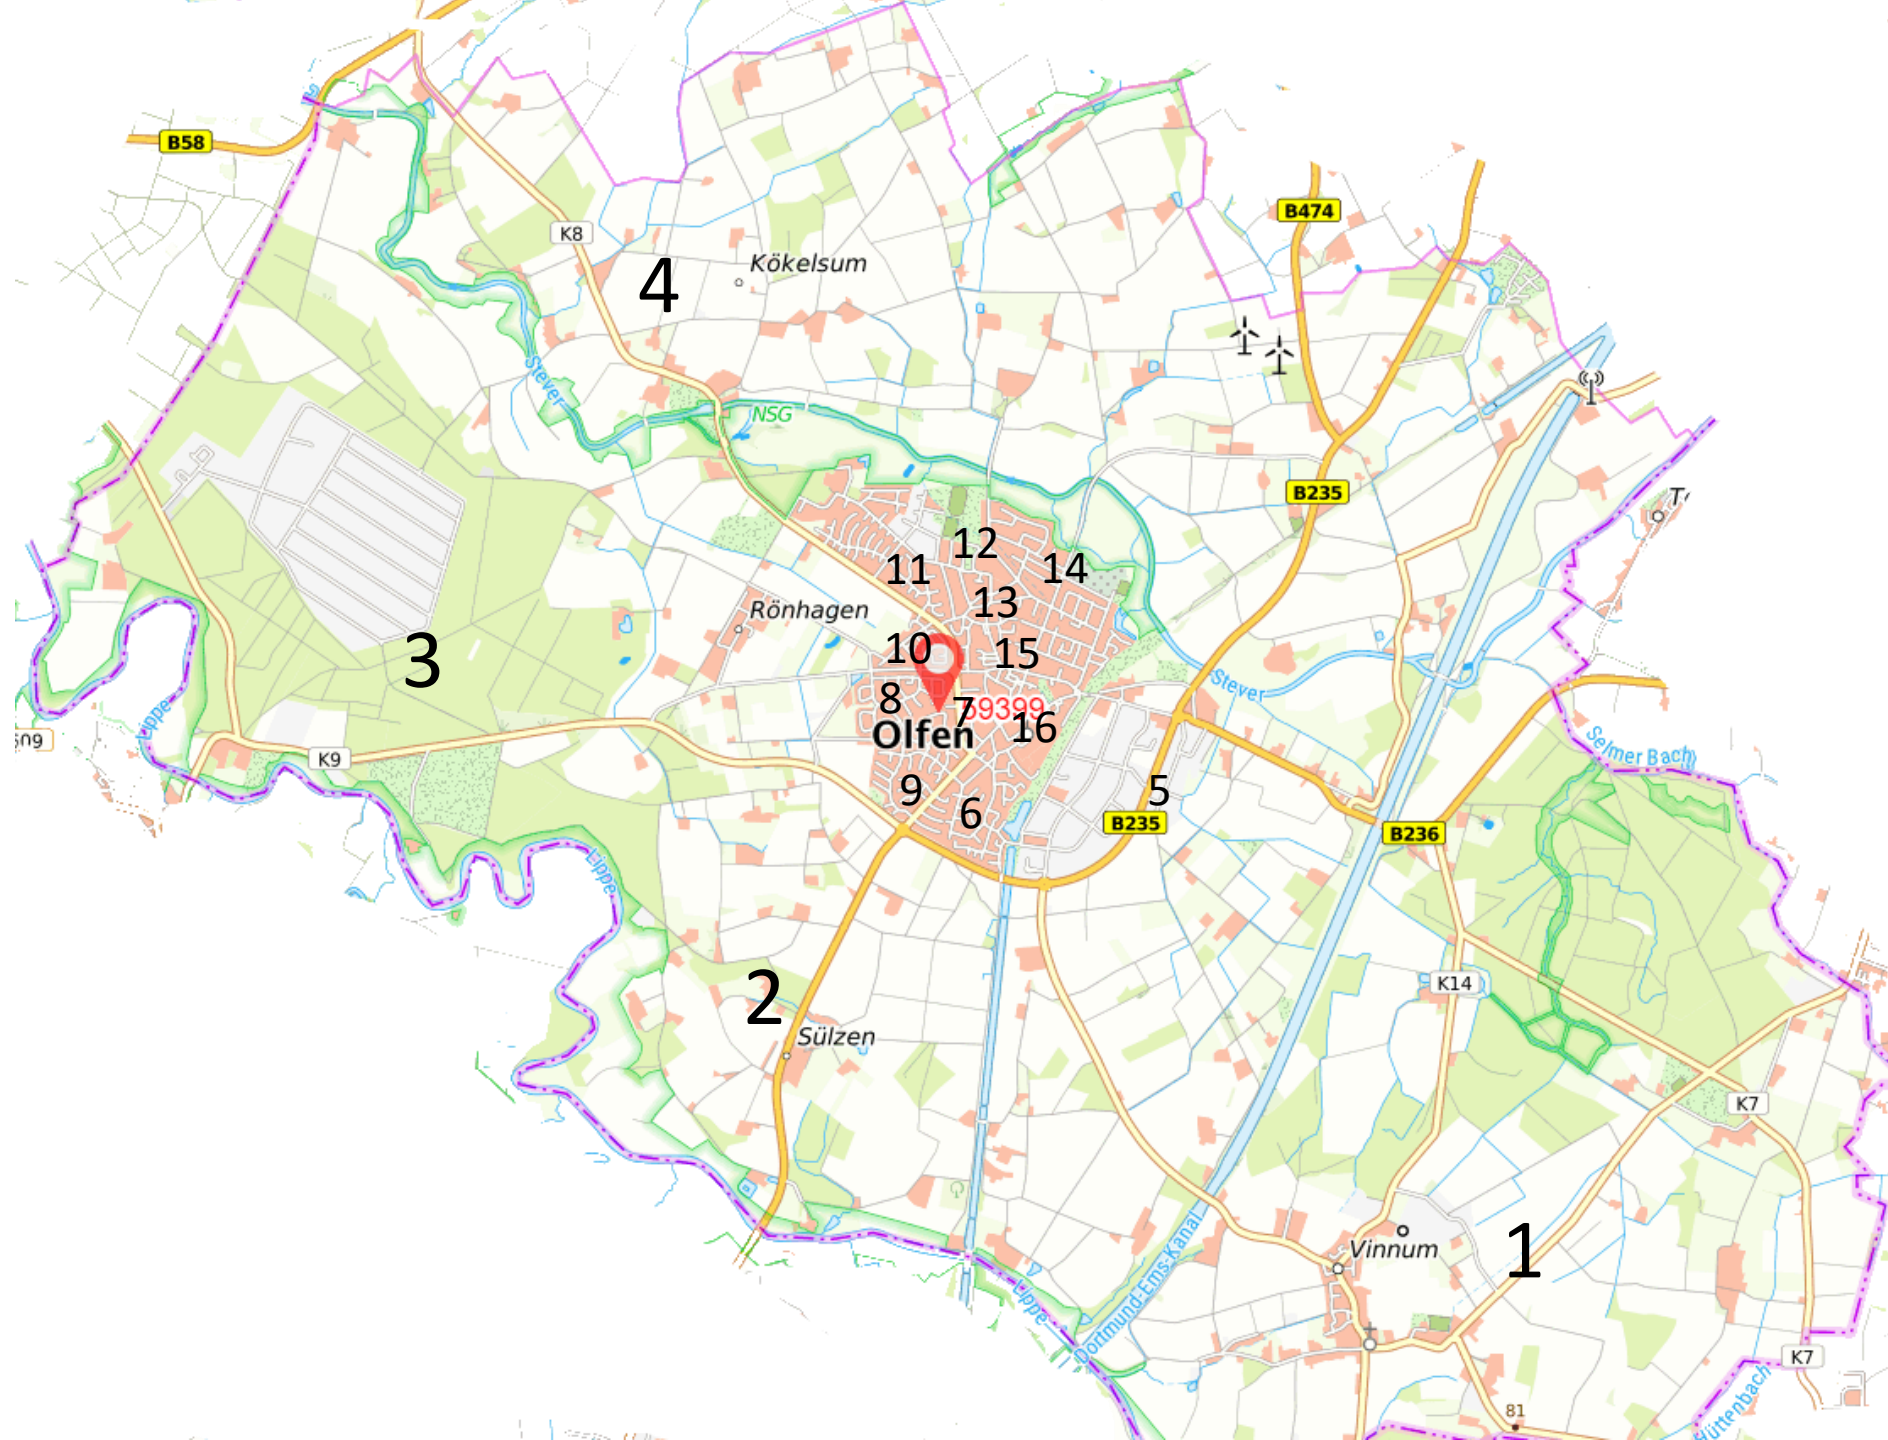 B58
B474
K8
4
Kökelsum
Stever
NSG
B235
12
11
14
13
Rönhagen
10
15
3
8
7
59399
16
Olfen
Stever
Lippe
K9
Selmer Bach
9
6
5
B235
B236
Lippe
2
K14
Sülzen
K7
1
Vinnum
Lippe
Dortmund-Ems-Kanal
K7
81
Hüttenbach